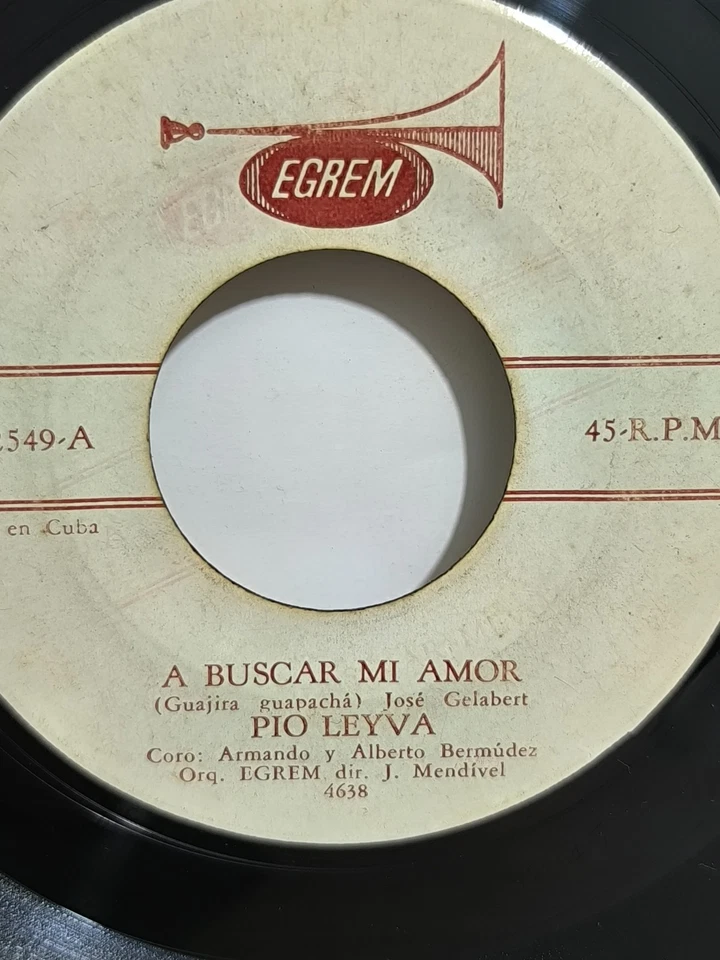 EGREM
2549-A
45-R.P.M
en Cuba
A BUSCAR MI AMOR
(Guajira guapachá) José Gelabert
PIO LEYVA
Coro: Armando y Alberto Bermúdez
Orq. EGREM dir. J. Mendível
4638